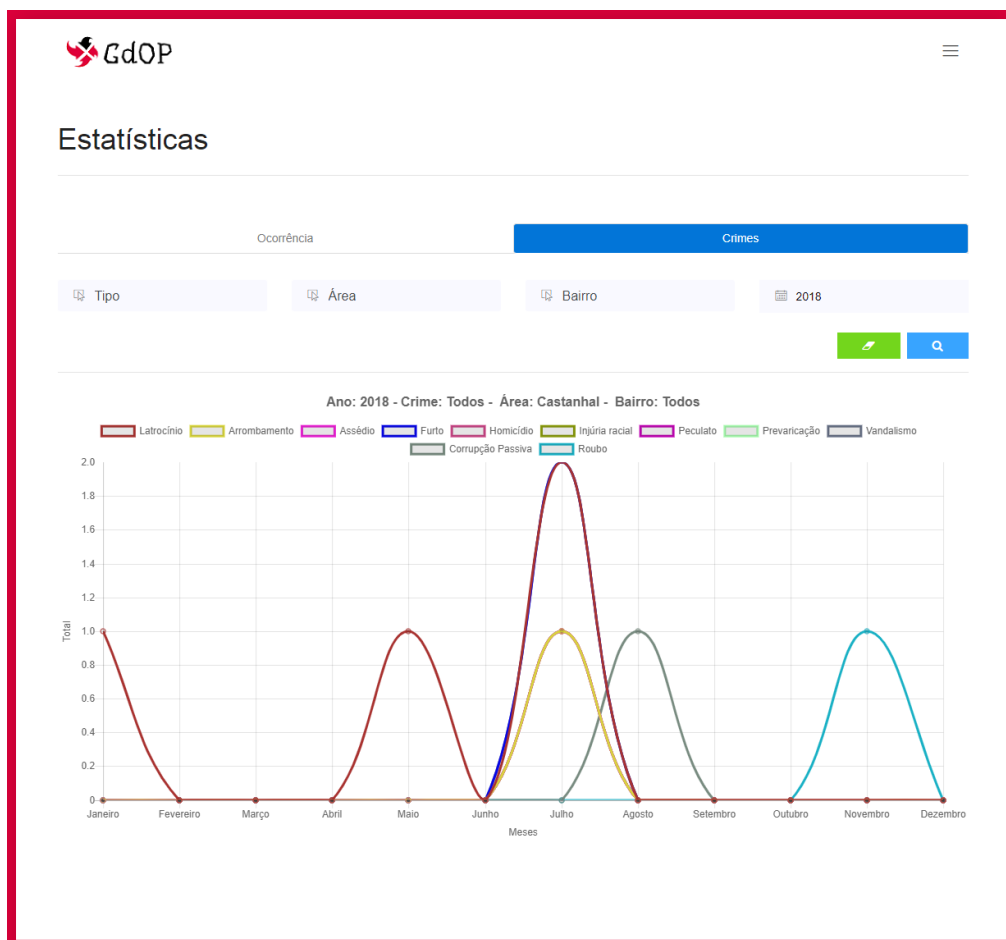 GdOP
Estatísticas
Ocorrência Crimes
Tipo Área Bairro 2018
Ano: 2018 - Crime: Todos - Área: Castanhal - Bairro: Todos
Latrocínio Arrombamento Assédio Furto Homicídio Injúria racial Peculato Prevaricação Vandalismo
Corrupção Passiva Roubo
2.0
1.8
1.6
1.4
1.2
1.0
0.8
0.6
0.4
0.2
0
Total
Janeiro Fevereiro Março Abril Maio Junho Julho Agosto Setembro Outubro Novembro Dezembro
Meses